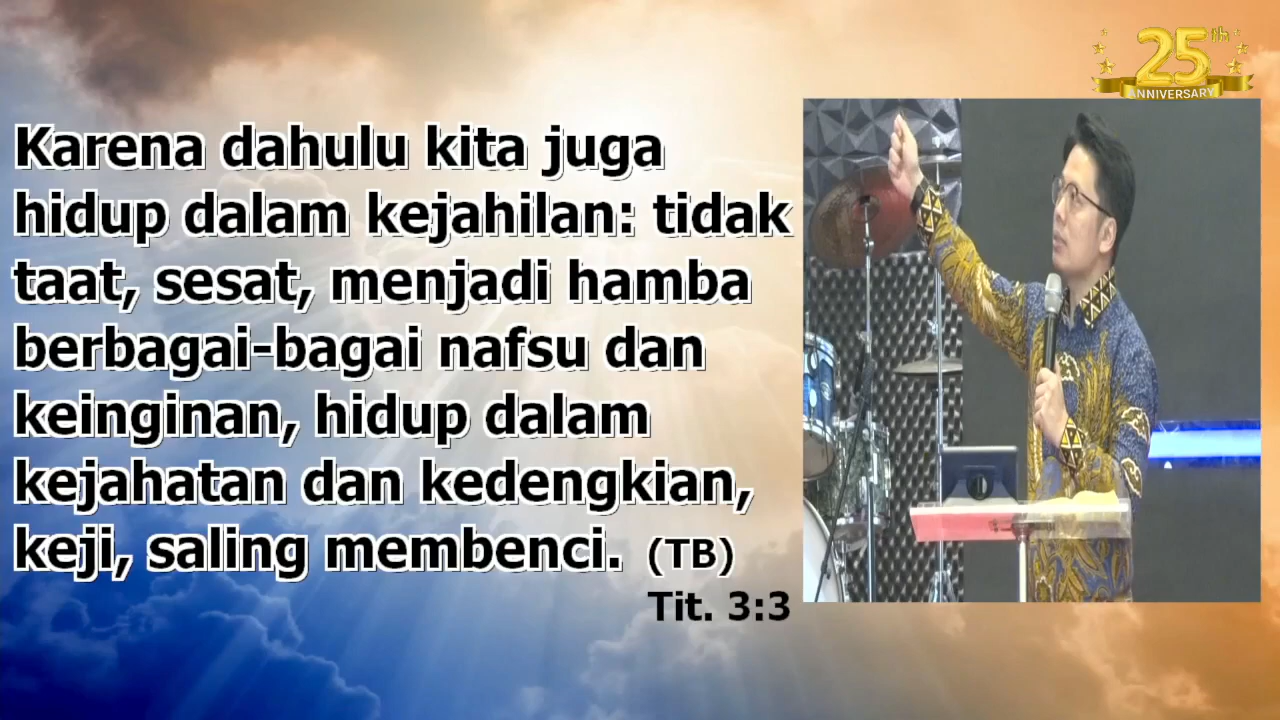 25th
ANNIVERSARY
Karena dahulu kita juga
hidup dalam kejahilan: tidak
taat, sesat, menjadi hamba
berbagai-bagai nafsu dan
keinginan, hidup dalam
kejahatan dan kedengkian,
keji, saling membenci. (TB)
Tit. 3:3